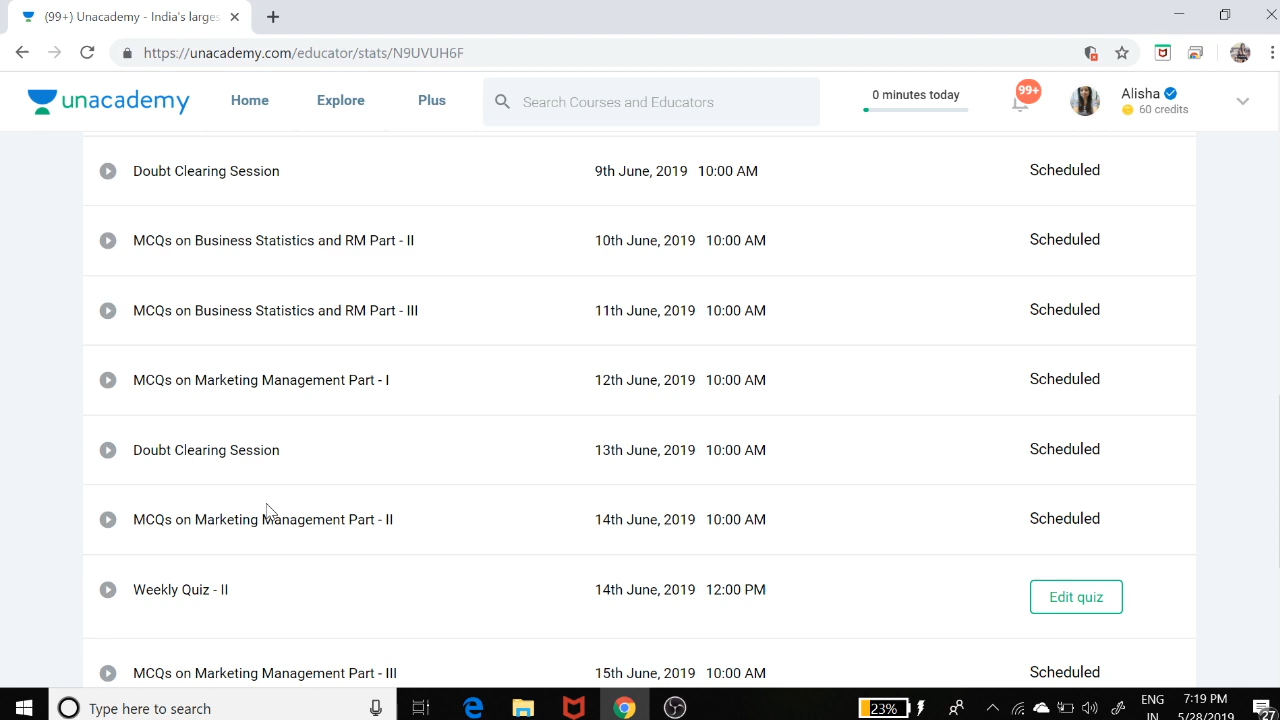 (99+) Unacademy - India's larges
https://unacademy.com/educator/stats/N9UVUH6F
unacademy Home Explore Plus Search Courses and Educators 0 minutes today 99+ Alisha
60 credits
Doubt Clearing Session 9th June, 2019 10:00 AM Scheduled
MCQs on Business Statistics and RM Part - II 10th June, 2019 10:00 AM Scheduled
MCQs on Business Statistics and RM Part - III 11th June, 2019 10:00 AM Scheduled
MCQs on Marketing Management Part - I 12th June, 2019 10:00 AM Scheduled
Doubt Clearing Session 13th June, 2019 10:00 AM Scheduled
MCQs on Marketing Management Part - II 14th June, 2019 10:00 AM Scheduled
Weekly Quiz - II 14th June, 2019 12:00 PM Edit quiz
MCQs on Marketing Management Part - III 15th June, 2019 10:00 AM Scheduled
Type here to search 23% ENG 7:19 PM
IN 5/28/2019 27